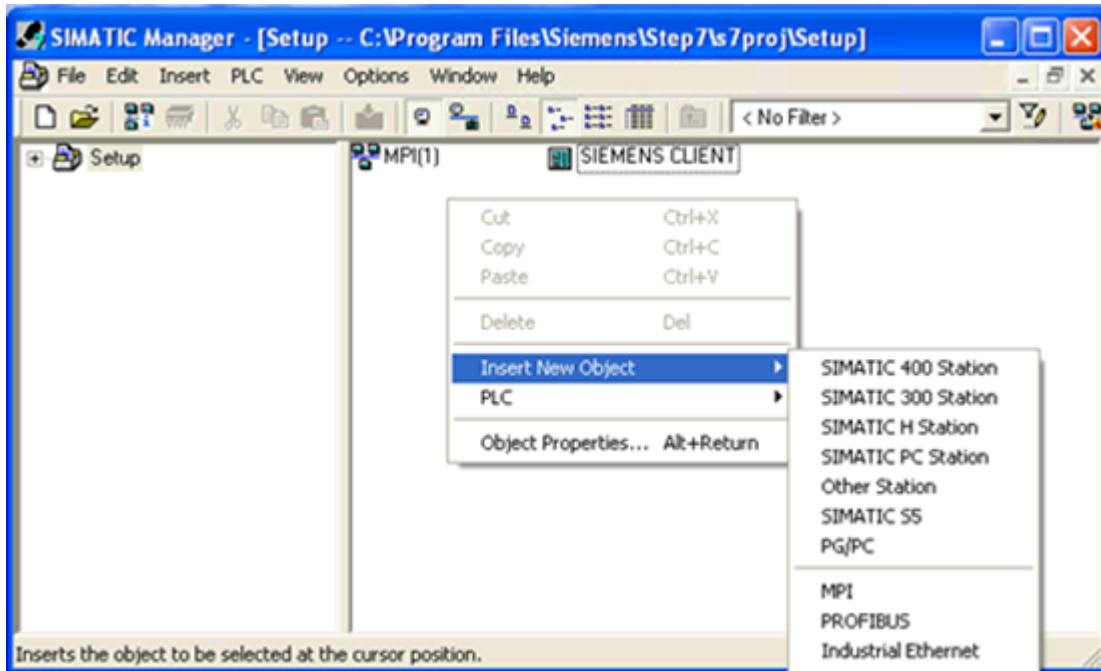 SIMATIC Manager - [Setup -- C:\Program Files\Siemens\Step7\s7proj\Setup]
File Edit Insert PLC View Options Window Help
< No Filter >
Setup
MPI(1) SIEMENS CLIENT
Cut Ctrl+X
Copy Ctrl+C
Paste Ctrl+V
Delete Del
Insert New Object
PLC
Object Properties... Alt+Return
SIMATIC 400 Station
SIMATIC 300 Station
SIMATIC H Station
SIMATIC PC Station
Other Station
SIMATIC S5
PG/PC
MPI
PROFIBUS
Industrial Ethernet
Inserts the object to be selected at the cursor position.